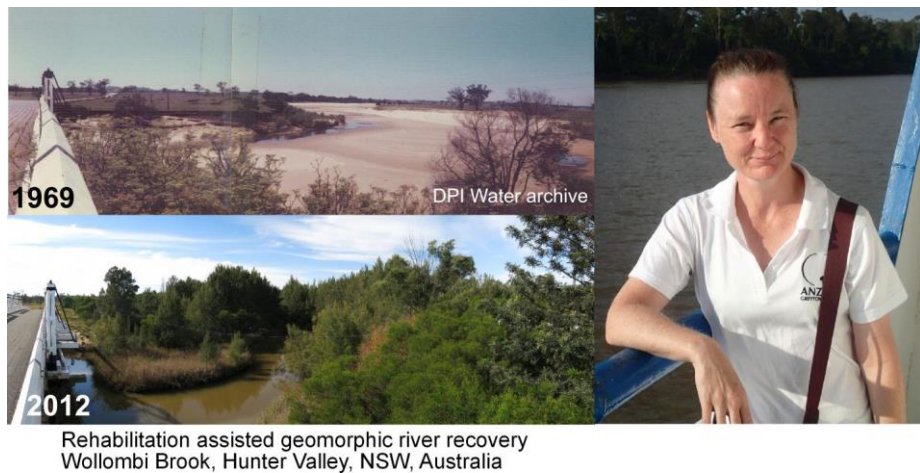 1969
DPI Water archive
2012
Rehabilitation assisted geomorphic river recovery
Wollombi Brook, Hunter Valley, NSW, Australia